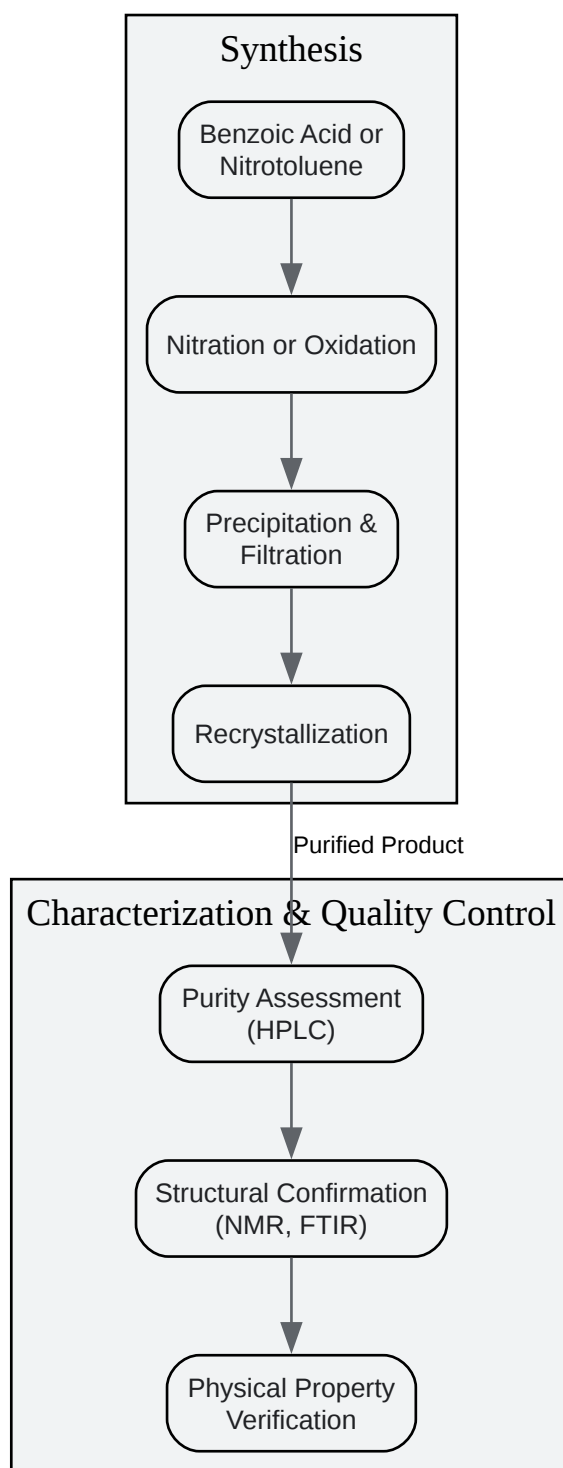 Synthesis
Benzoic Acid or
Nitrotoluene
Nitration or Oxidation
Precipitation &
Filtration
Recrystallization
Purified Product
Characterization & Quality Control
Purity Assessment
(HPLC)
Structural Confirmation
(NMR, FTIR)
Physical Property
Verification